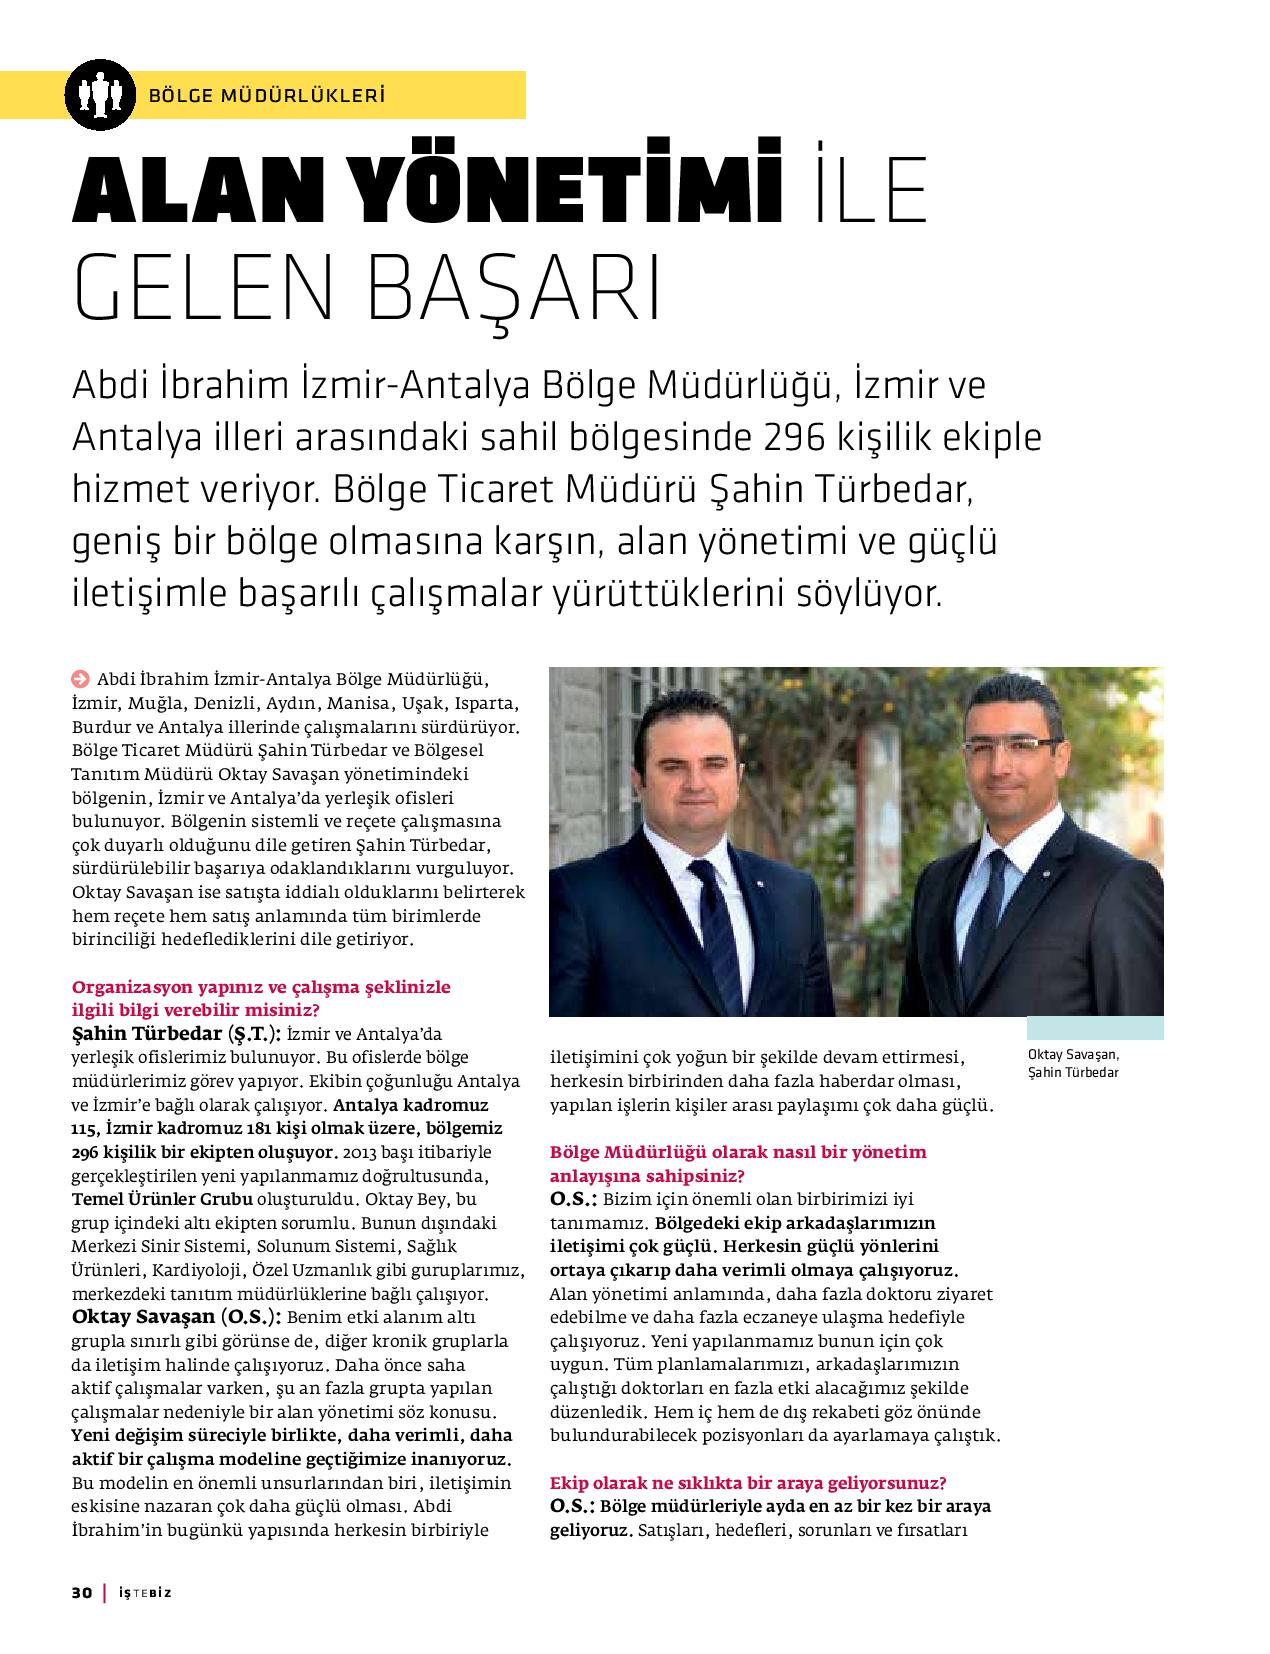 BÖLGE MÜDÜRLÜKLERİ
ALAN YÖNETİMİ İLE
GELEN BAŞARI
Abdi İbrahim İzmir-Antalya Bölge Müdürlüğü, İzmir ve
Antalya illeri arasındaki sahil bölgesinde 296 kişilik ekiple
hizmet veriyor. Bölge Ticaret Müdürü Şahin Türbedar,
geniş bir bölge olmasına karşın, alan yönetimi ve güçlü
iletişimle başarılı çalışmalar yürüttüklerini söylüyor.
Abdi İbrahim İzmir-Antalya Bölge Müdürlüğü,
İzmir, Muğla, Denizli, Aydın, Manisa, Uşak, Isparta,
Burdur ve Antalya illerinde çalışmalarını sürdürüyor.
Bölge Ticaret Müdürü Şahin Türbedar ve Bölgesel
Tanıtım Müdürü Oktay Savaşan yönetimindeki
bölgenin, İzmir ve Antalya’da yerleşik ofisleri
bulunuyor. Bölgenin sistemli ve reçete çalışmasına
çok duyarlı olduğunu dile getiren Şahin Türbedar,
sürdürülebilir başarıya odaklandıklarını vurguluyor.
Oktay Savaşan ise satışta iddialı olduklarını belirterek
hem reçete hem satış anlamında tüm birimlerde
birinciliği hedeflediklerini dile getiriyor.
Organizasyon yapınız ve çalışma şeklinizle
ilgili bilgi verebilir misiniz?
Şahin Türbedar (Ş.T.): İzmir ve Antalya’da
yerleşik ofislerimiz bulunuyor. Bu ofislerde bölge
müdürlerimiz görev yapıyor. Ekibin çoğunluğu Antalya
ve İzmir’e bağlı olarak çalışıyor. Antalya kadromuz
115, İzmir kadromuz 181 kişi olmak üzere, bölgemiz
296 kişilik bir ekipten oluşuyor. 2013 başı itibariyle
gerçekleştirilen yeni yapılanmamız doğrultusunda,
Temel Ürünler Grubu oluşturuldu. Oktay Bey, bu
grup içindeki altı ekipten sorumlu. Bunun dışındaki
Merkezi Sinir Sistemi, Solunum Sistemi, Sağlık
Ürünleri, Kardiyoloji, Özel Uzmanlık gibi guruplarımız,
merkezdeki tanıtım müdürlüklerine bağlı çalışıyor.
Oktay Savaşan (O.S.): Benim etki alanım altı
grupla sınırlı gibi görünse de, diğer kronik gruplarla
da iletişim halinde çalışıyoruz. Daha önce saha
aktif çalışmalar varken, şu an fazla grupta yapılan
çalışmalar nedeniyle bir alan yönetimi söz konusu.
Yeni değişim süreciyle birlikte, daha verimli, daha
aktif bir çalışma modeline geçtiğimize inanıyoruz.
Bu modelin en önemli unsurlarından biri, iletişimin
eskisine nazaran çok daha güçlü olması. Abdi
İbrahim’in bugünkü yapısında herkesin birbiriyle
Oktay Savaşan,
Şahin Türbedar
iletişimini çok yoğun bir şekilde devam ettirmesi,
herkesin birbirinden daha fazla haberdar olması,
yapılan işlerin kişiler arası paylaşımı çok daha güçlü.
Bölge Müdürlüğü olarak nasıl bir yönetim
anlayışına sahipsiniz?
O.S.: Bizim için önemli olan birbirimizi iyi
tanımamız. Bölgedeki ekip arkadaşlarımızın
iletişimi çok güçlü. Herkesin güçlü yönlerini
ortaya çıkarıp daha verimli olmaya çalışıyoruz.
Alan yönetimi anlamında, daha fazla doktoru ziyaret
edebilme ve daha fazla eczaneye ulaşma hedefiyle
çalışıyoruz. Yeni yapılanmamız bunun için çok
uygun. Tüm planlamalarımızı, arkadaşlarımızın
çalıştığı doktorları en fazla etki alacağımız şekilde
düzenledik. Hem iç hem de dış rekabeti göz önünde
bulundurabilecek pozisyonları da ayarlamaya çalıştık.
Ekip olarak ne sıklıkta bir araya geliyorsunuz?
O.S.: Bölge müdürleriyle ayda en az bir kez bir araya
geliyoruz. Satışları, hedefleri, sorunları ve fırsatları
30 | İŞTEBİZ